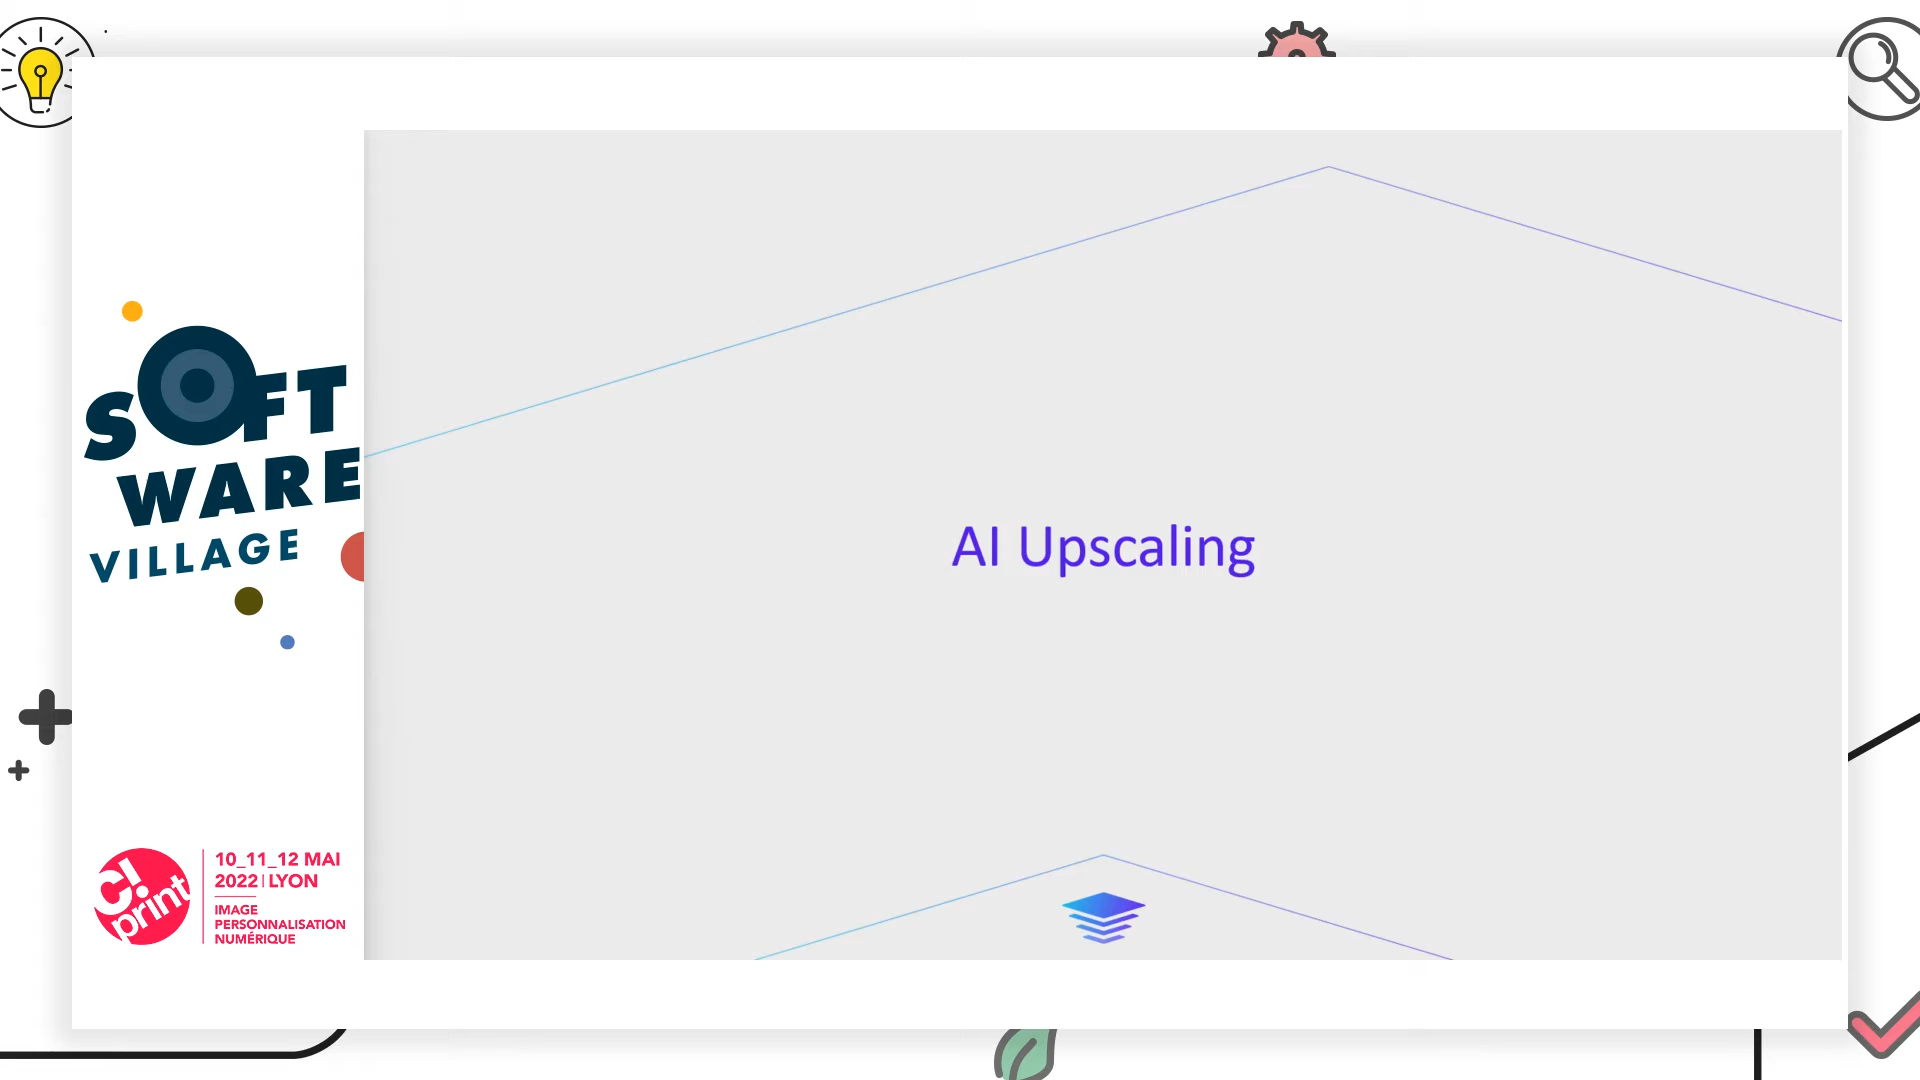 SOFT
WARE
VILLAGE
AI Upscaling
C!print
10_11_12 MAI
2022 | LYON
IMAGE
PERSONNALISATION
NUMÉRIQUE